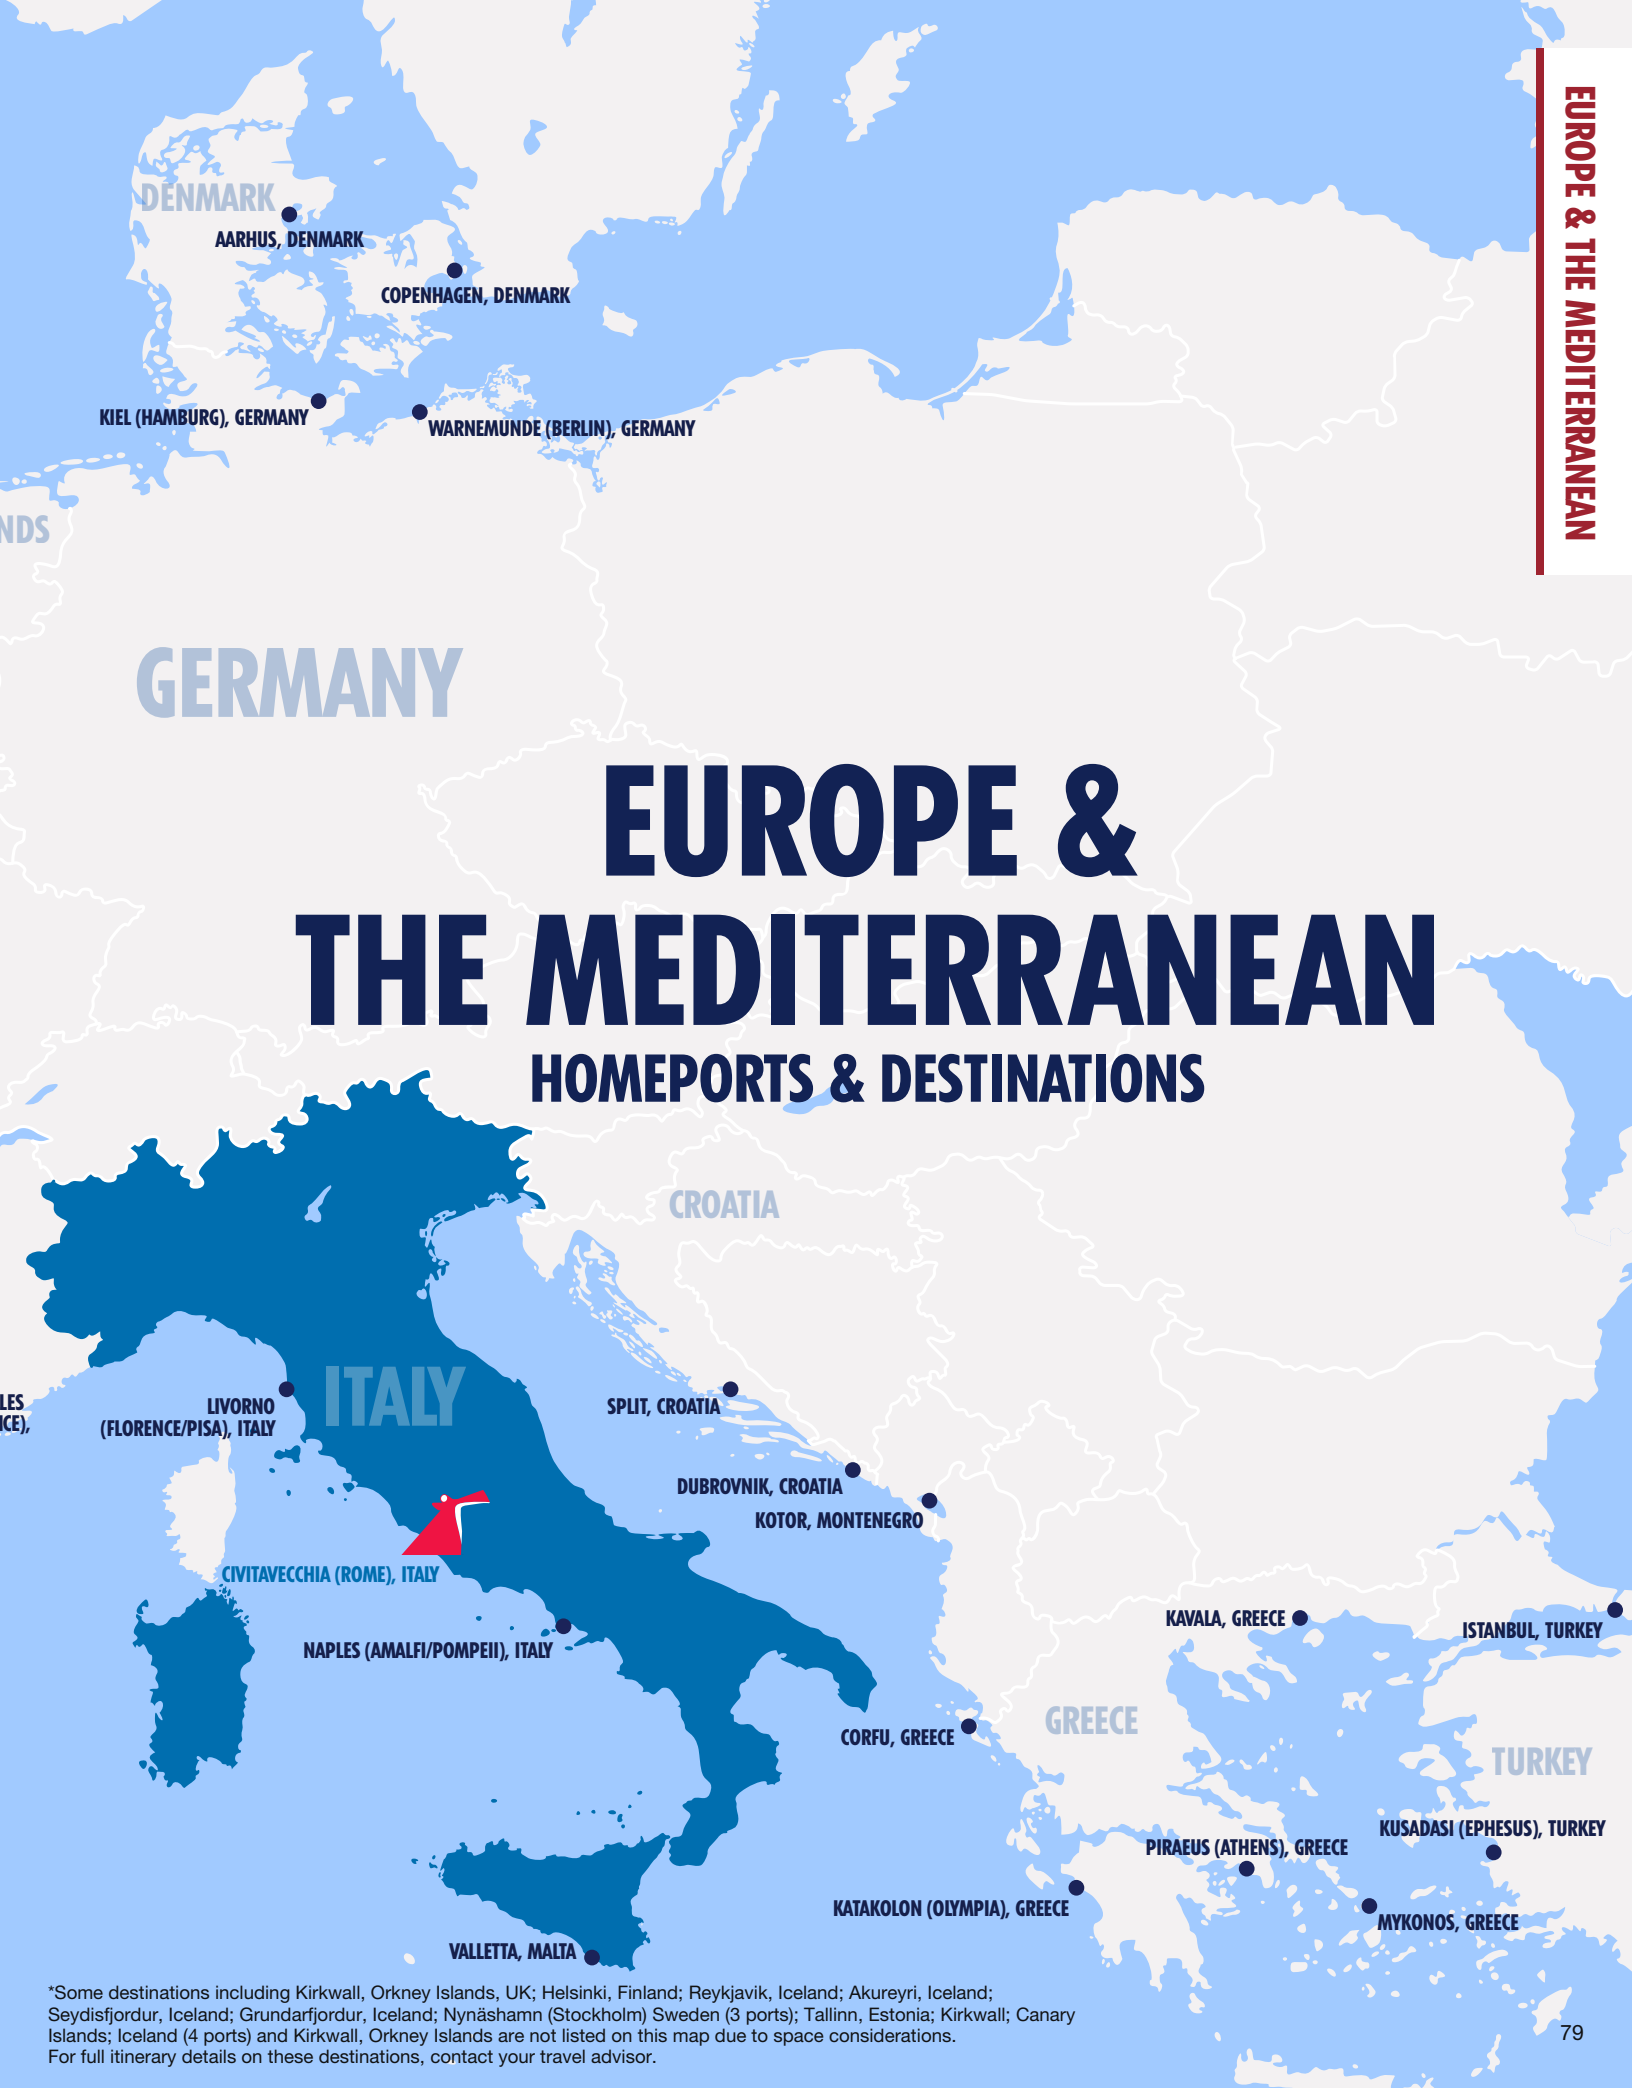 EUROPE & THE MEDITERRANEAN
DENMARK
AARHUS, DENMARK
COPENHAGEN, DENMARK
KIEL (HAMBURG), GERMANY
WARNEMUNDE (BERLIN), GERMANY
NDS
GERMANY
EUROPE &
THE MEDITERRANEAN
HOMEPORTS & DESTINATIONS
CROATIA
ITALY
LES
ICE),
LIVORNO
(FLORENCE/PISA), ITALY
SPLIT, CROATIA
DUBROVNIK, CROATIA
KOTOR, MONTENEGRO
CIVITAVECCHIA (ROME), ITALY
NAPLES (AMALFI/POMPEII), ITALY
KAVALA, GREECE
ISTANBUL, TURKEY
CORFU, GREECE
GREECE
TURKEY
KUSADASI (EPHESUS), TURKEY
PIRAEUS (ATHENS), GREECE
KATAKOLON (OLYMPIA), GREECE
MYKONOS, GREECE
VALLETTA, MALTA
*Some destinations including Kirkwall, Orkney Islands, UK; Helsinki, Finland; Reykjavik, Iceland; Akureyri, Iceland;
Seydisfjordur, Iceland; Grundarfjordur, Iceland; Nynäshamn (Stockholm) Sweden (3 ports); Tallinn, Estonia; Kirkwall; Canary
Islands; Iceland (4 ports) and Kirkwall, Orkney Islands are not listed on this map due to space considerations.
For full itinerary details on these destinations, contact your travel advisor.
79